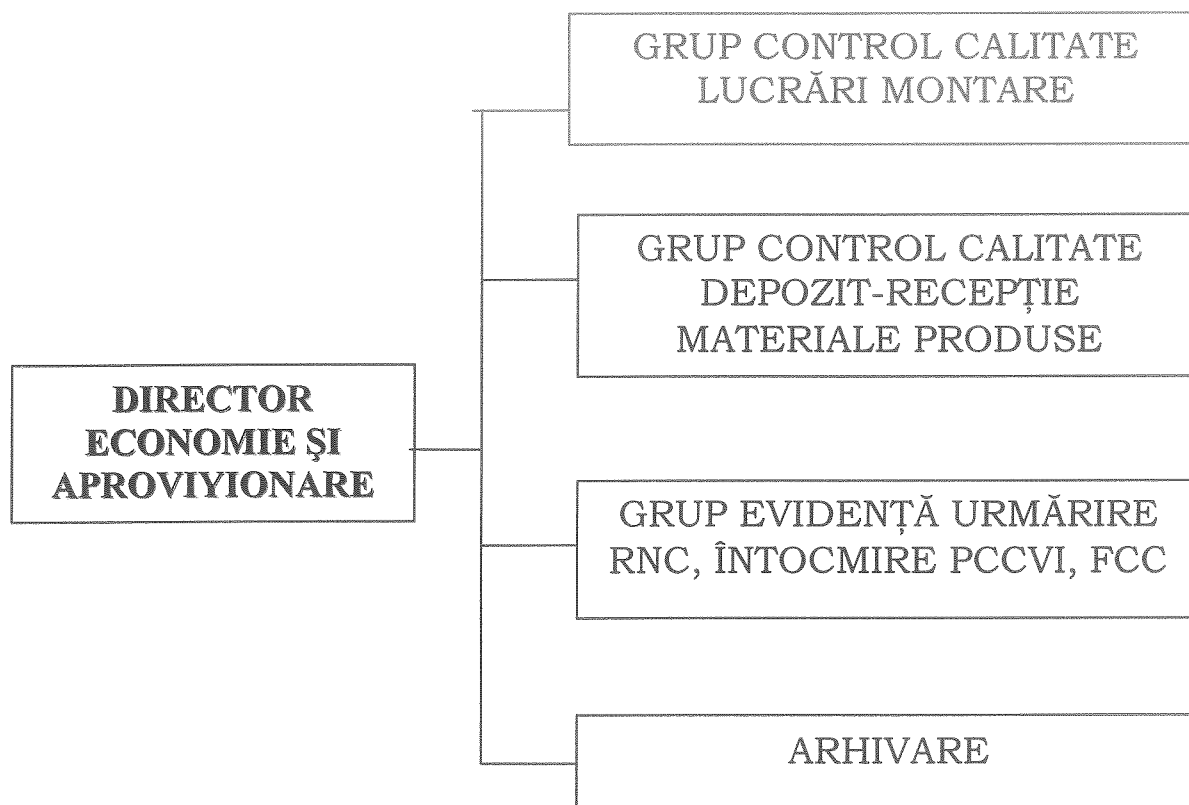 GRUP CONTROL CALITATE
LUCRĂRI MONTARE
GRUP CONTROL CALITATE
DEPOZIT-RECEPȚIE
MATERIALE PRODUSE
DIRECTOR
ECONOMIE ȘI
APROVIYIONARE
GRUP EVIDENȚĂ URMĂRIRE
RNC, ÎNTOCMIRE PCCVI, FCC
ARHIVARE